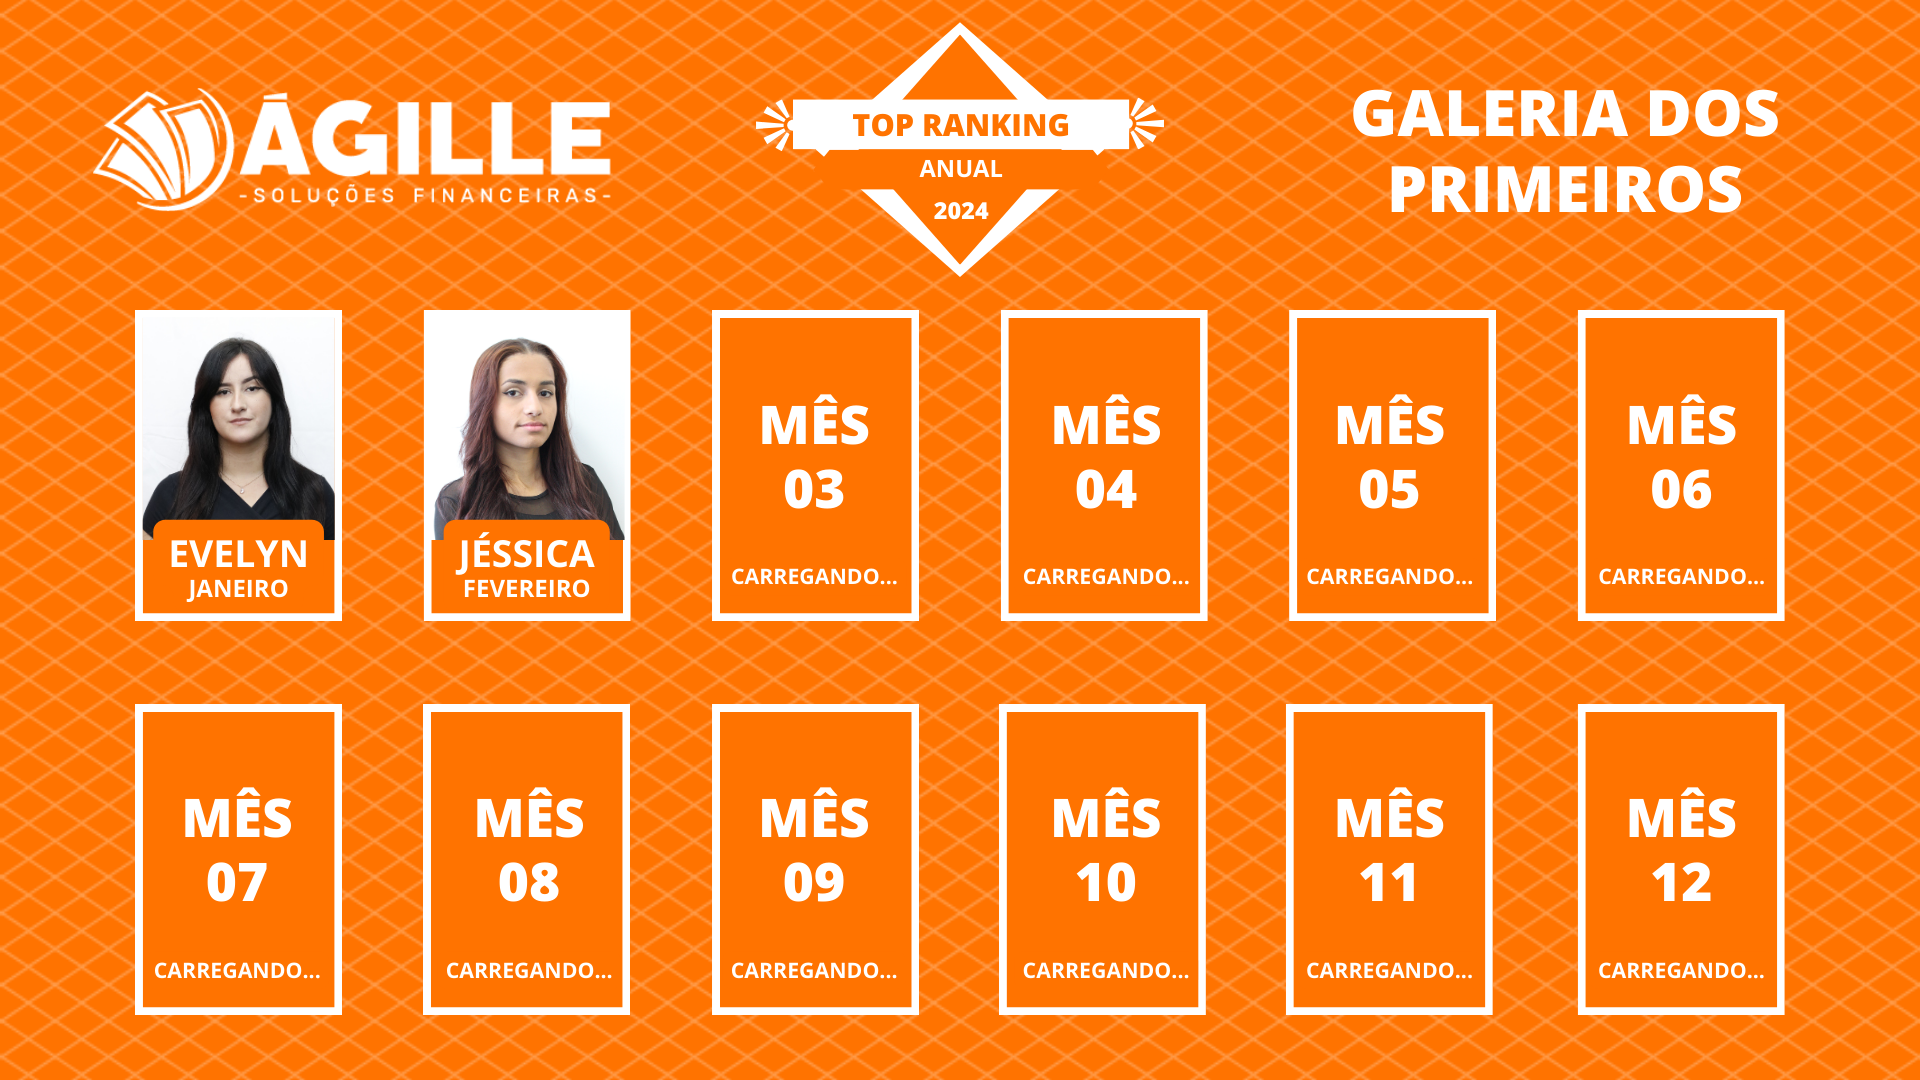 ÁGILLE
-SOLUÇÕES FINANCEIRAS-
TOP RANKING
ANUAL
2024
GALERIA DOS
PRIMEIROS
EVELYN
JANEIRO
JÉSSICA
FEVEREIRO
MÊS
03
CARREGANDO...
MÊS
04
CARREGANDO...
MÊS
05
CARREGANDO...
MÊS
06
CARREGANDO...
MÊS
07
CARREGANDO...
MÊS
08
CARREGANDO...
MÊS
09
CARREGANDO...
MÊS
10
CARREGANDO...
MÊS
11
CARREGANDO...
MÊS
12
CARREGANDO...